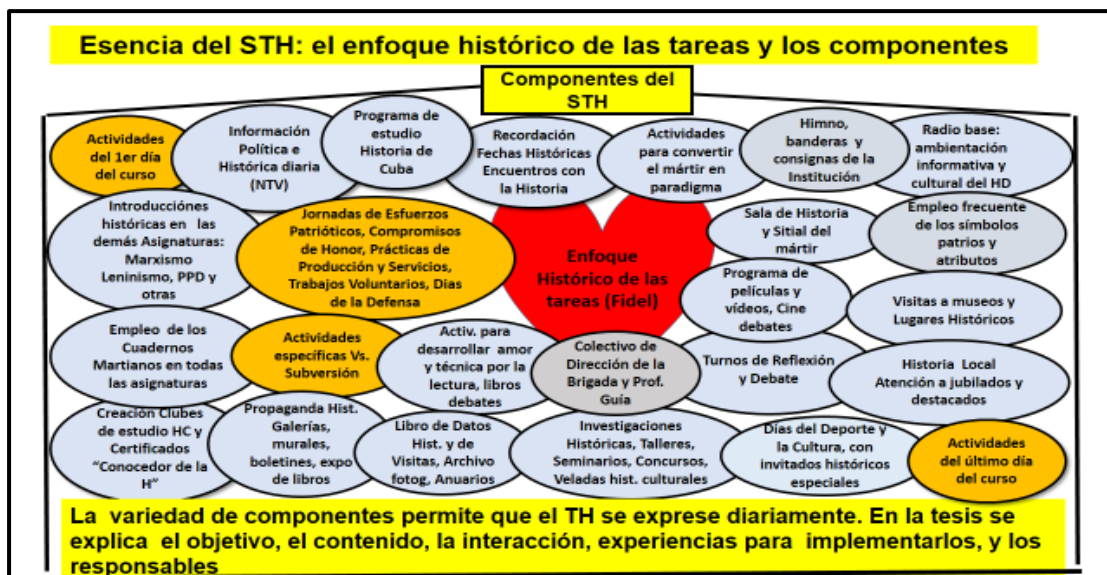 Esencia del STH: el enfoque histórico de las tareas y los componentes
Componentes del
STH
Actividades
del 1er día
del curso
Información
Política e
Histórica diaria
(NTV)
Programa de
estudio
Historia de
Cuba
Recordación
Fechas Históricas
Encuentros con
la Historia
Actividades
para convertir
el mártir en
paradigma
Himno,
banderas y
consignas de la
Institución
Radio base:
ambientación
informativa y
cultural del HD
Introducciónes
históricas en las
demás Asignaturas:
Marxismo
Leninismo, PPD y
otras
Jornadas de Esfuerzos
Patrióticos, Compromisos
de Honor, Prácticas de
Producción y Servicios,
Trabajos Voluntarios, Días
de la Defensa
Enfoque
Histórico de las
tareas (Fidel)
Sala de Historia
y Sitial del
mártir
Empleo frecuente
de los símbolos
patrios y
atributos
Programa de
películas y
vídeos, Cine
debates
Visitas a museos y
Lugares Históricos
Empleo de los
Cuadernos
Martianos en todas
las asignaturas
Actividades
específicas Vs.
Subversión
Activ. para
desarrollar amor
y técnica por la
lectura, libros
debates
Colectivo de
Dirección de la
Brigada y Prof.
Guía
Turnos de Reflexión
y Debate
Historia Local
Atención a jubilados y
destacados
Creación Clubes
de estudio HC y
Certificados
“Conocedor de la
H”
Propaganda Hist.
Galerías,
murales,
boletines, expo
de libros
Libro de Datos
Hist. y de
Visitas, Archivo
fotog, Anuarios
Investigaciones
Históricas, Talleres,
Seminarios, Concursos,
Veladas hist. culturales
Días del Deporte y
la Cultura, con
invitados históricos
especiales
Actividades
del último día
del curso
La variedad de componentes permite que el TH se exprese diariamente. En la tesis se
explica el objetivo, el contenido, la interacción, experiencias para implementarlos, y los
responsables